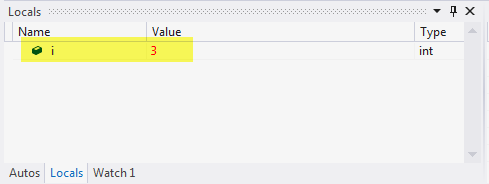 Locals
Name Value Type
i 3 int
Autos Locals Watch 1